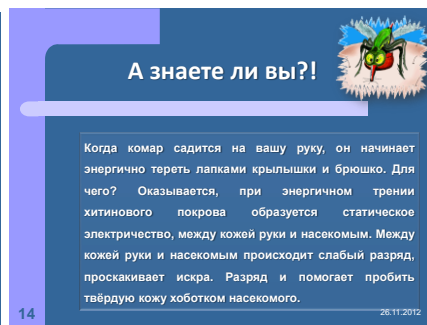 А знаете ли вы?!
Когда комар садится на вашу руку, он начинает
энергично тереть лапками крылышки и брюшко. Для
чего? Оказывается, при энергичном трении
хитинового покрова образуется статическое
электричество, между кожей руки и насекомым. Между
кожей руки и насекомым происходит слабый разряд,
проскакивает искра. Разряд и помогает пробить
твёрдую кожу хоботком насекомого.
14
26.11.2012